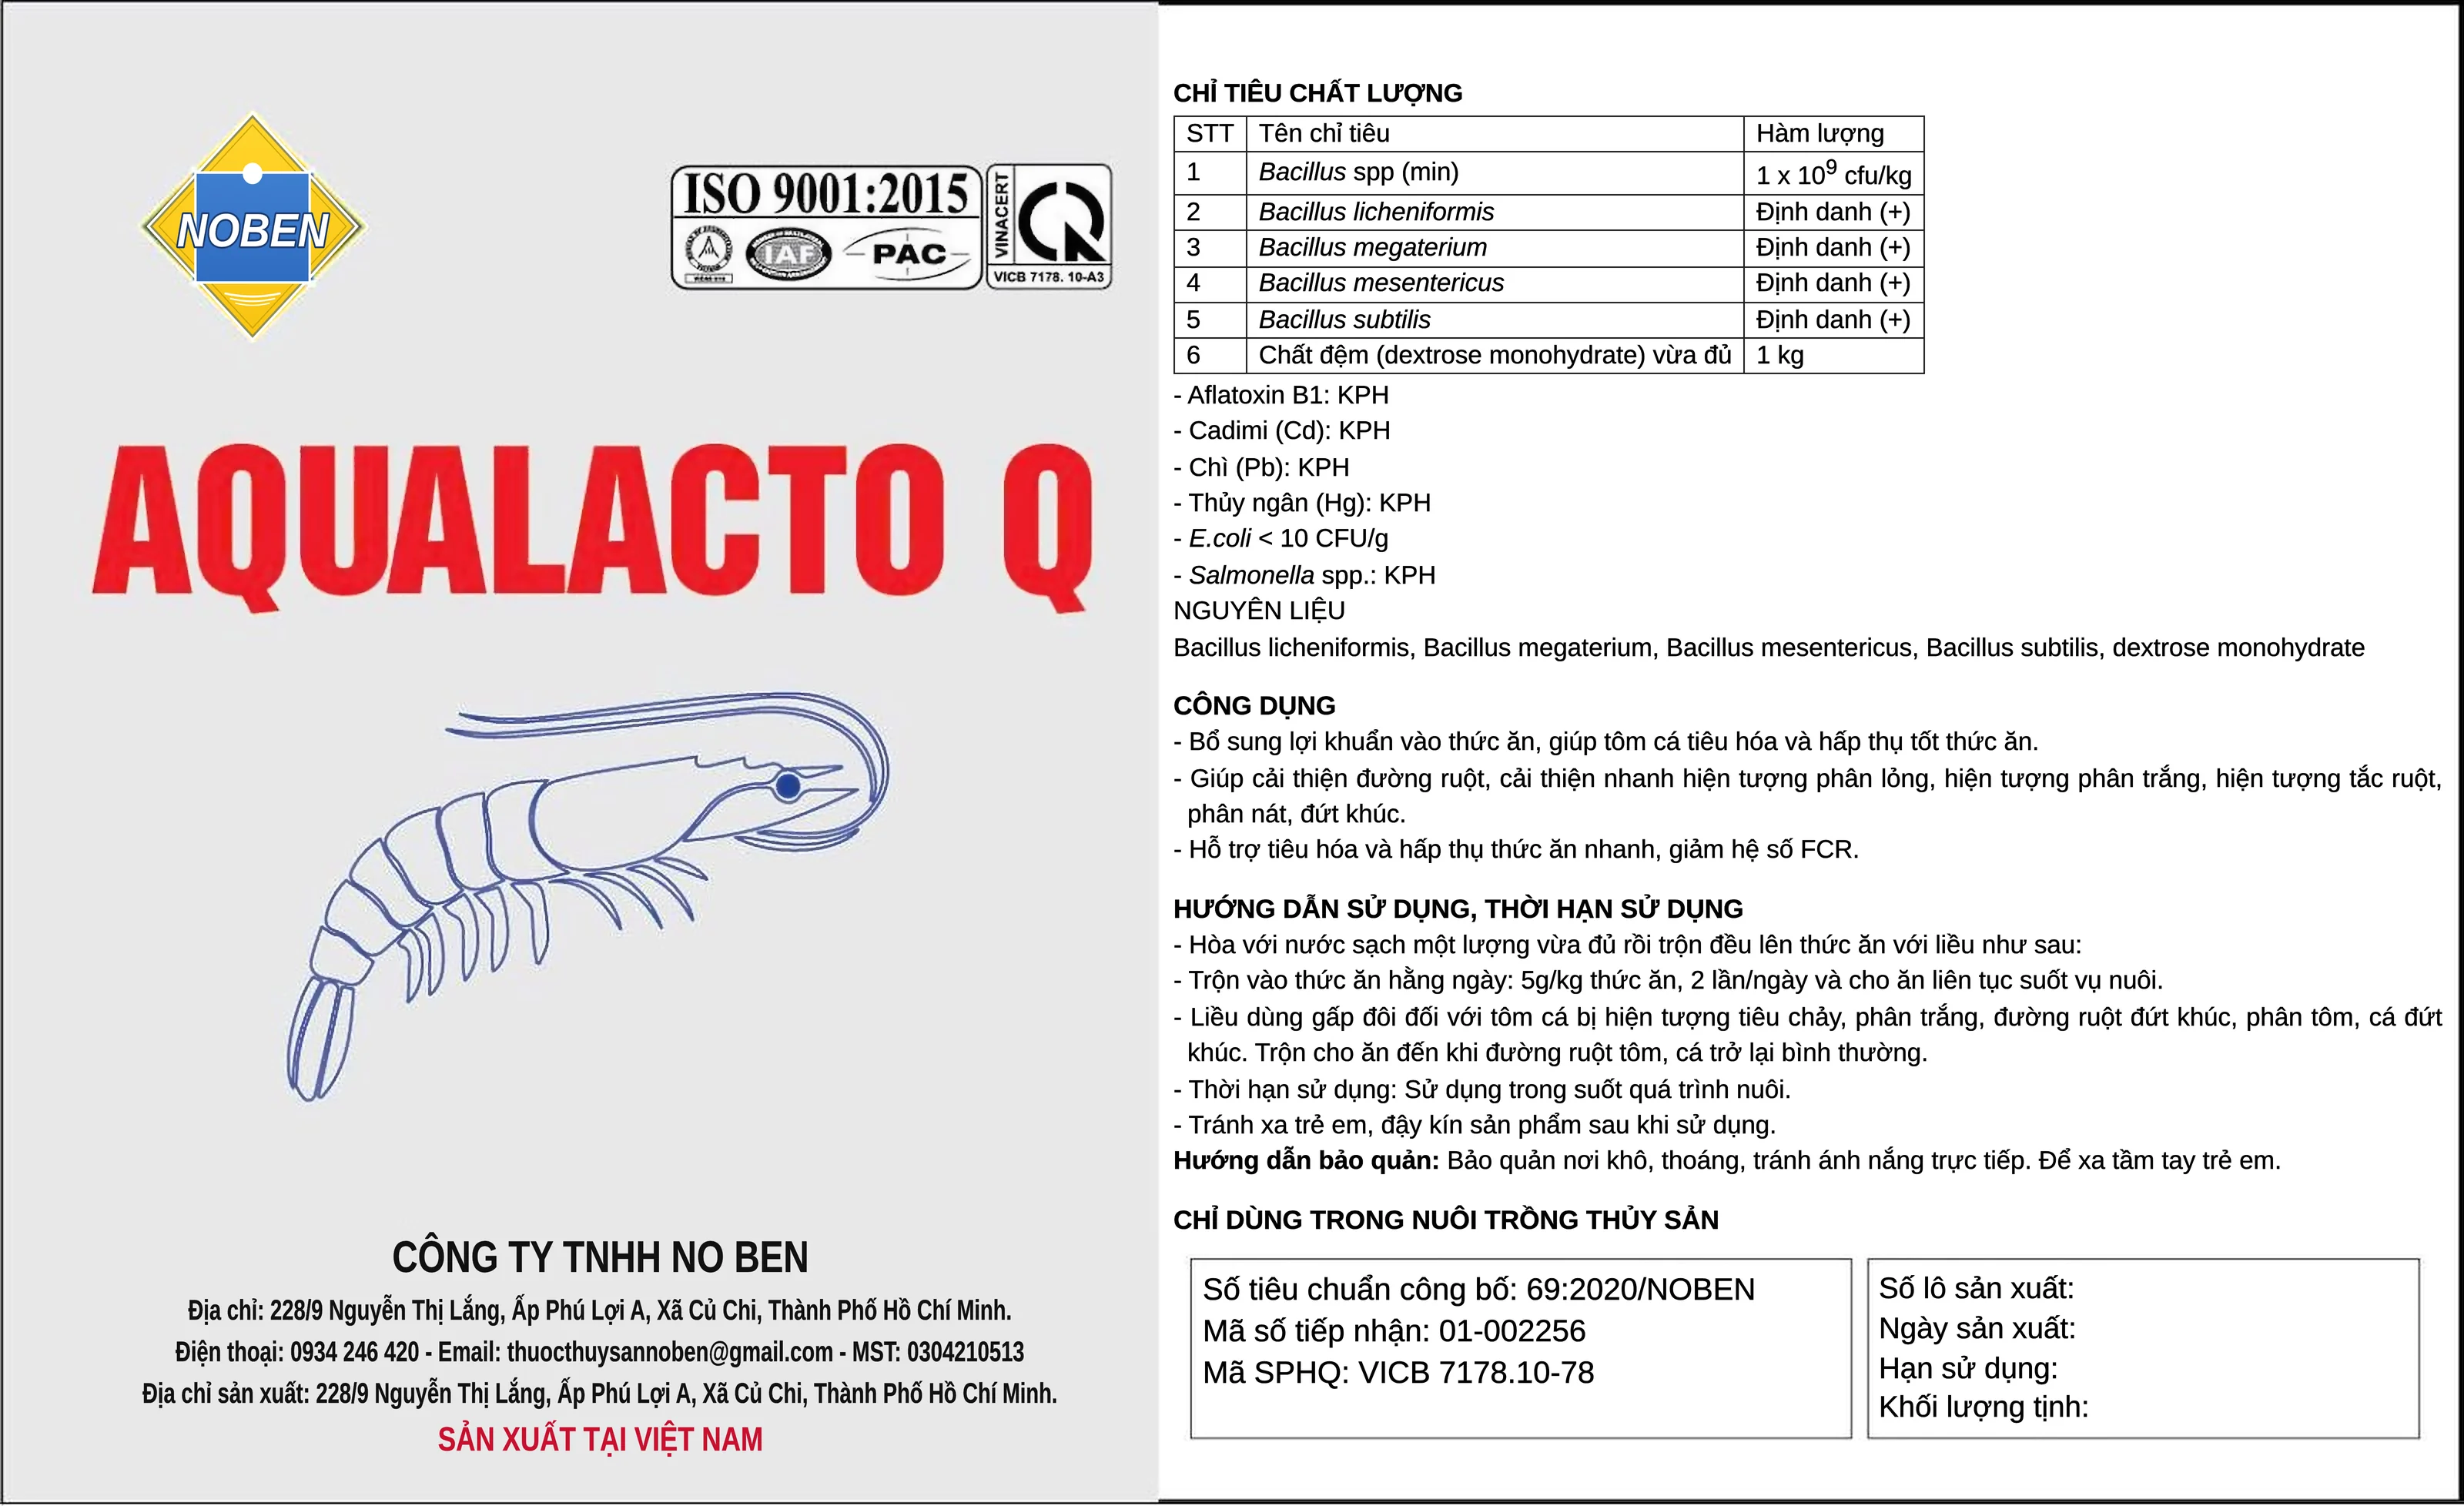 NOBEN
ISO 9001:2015
IAF
PAC
VINACERT
VICB 7178. 10-A3
AQUALACTO Q
CÔNG TY TNHH NO BEN
Địa chỉ: 228/9 Nguyễn Thị Lắng, Ấp Phú Lợi A, Xã Củ Chi, Thành Phố Hồ Chí Minh.
Điện thoại: 0934 246 420 - Email: thuocthuysannoben@gmail.com - MST: 0304210513
Địa chỉ sản xuất: 228/9 Nguyễn Thị Lắng, Ấp Phú Lợi A, Xã Củ Chi, Thành Phố Hồ Chí Minh.
SẢN XUẤT TẠI VIỆT NAM
CHỈ TIÊU CHẤT LƯỢNG
STT Tên chỉ tiêu Hàm lượng
1 Bacillus spp (min) 1 x 10⁹ cfu/kg
2 Bacillus licheniformis Định danh (+)
3 Bacillus megaterium Định danh (+)
4 Bacillus mesentericus Định danh (+)
5 Bacillus subtilis Định danh (+)
6 Chất đệm (dextrose monohydrate) vừa đủ 1 kg
- Aflatoxin B1: KPH
- Cadimi (Cd): KPH
- Chì (Pb): KPH
- Thủy ngân (Hg): KPH
- E.coli < 10 CFU/g
- Salmonella spp.: KPH
NGUYÊN LIỆU
Bacillus licheniformis, Bacillus megaterium, Bacillus mesentericus, Bacillus subtilis, dextrose monohydrate
CÔNG DỤNG
- Bổ sung lợi khuẩn vào thức ăn, giúp tôm cá tiêu hóa và hấp thụ tốt thức ăn.
- Giúp cải thiện đường ruột, cải thiện nhanh hiện tượng phân lỏng, hiện tượng phân trắng, hiện tượng tắc ruột,
phân nát, đứt khúc.
- Hỗ trợ tiêu hóa và hấp thụ thức ăn nhanh, giảm hệ số FCR.
HƯỚNG DẪN SỬ DỤNG, THỜI HẠN SỬ DỤNG
- Hòa với nước sạch một lượng vừa đủ rồi trộn đều lên thức ăn với liều như sau:
- Trộn vào thức ăn hằng ngày: 5g/kg thức ăn, 2 lần/ngày và cho ăn liên tục suốt vụ nuôi.
- Liều dùng gấp đôi đối với tôm cá bị hiện tượng tiêu chảy, phân trắng, đường ruột đứt khúc, phân tôm, cá đứt
khúc. Trộn cho ăn đến khi đường ruột tôm, cá trở lại bình thường.
- Thời hạn sử dụng: Sử dụng trong suốt quá trình nuôi.
- Tránh xa trẻ em, đậy kín sản phẩm sau khi sử dụng.
Hướng dẫn bảo quản: Bảo quản nơi khô, thoáng, tránh ánh nắng trực tiếp. Để xa tầm tay trẻ em.
CHỈ DÙNG TRONG NUÔI TRỒNG THỦY SẢN
Số tiêu chuẩn công bố: 69:2020/NOBEN
Mã số tiếp nhận: 01-002256
Mã SPHQ: VICB 7178.10-78
Số lô sản xuất:
Ngày sản xuất:
Hạn sử dụng:
Khối lượng tịnh: